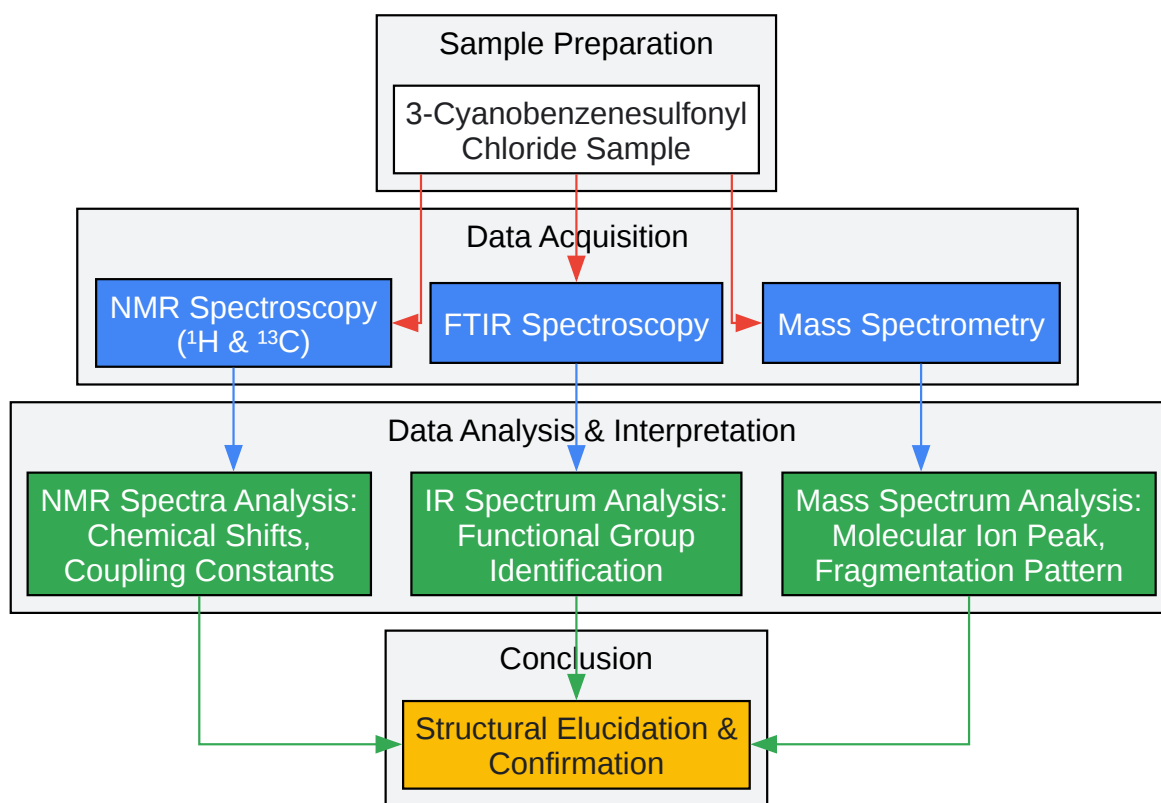 Sample Preparation
3-Cyanobenzenesulfonyl
Chloride Sample
Data Acquisition
NMR Spectroscopy
(¹H & ¹³C)
FTIR Spectroscopy
Mass Spectrometry
Data Analysis & Interpretation
NMR Spectra Analysis:
Chemical Shifts,
Coupling Constants
IR Spectrum Analysis:
Functional Group
Identification
Mass Spectrum Analysis:
Molecular Ion Peak,
Fragmentation Pattern
Conclusion
Structural Elucidation &
Confirmation